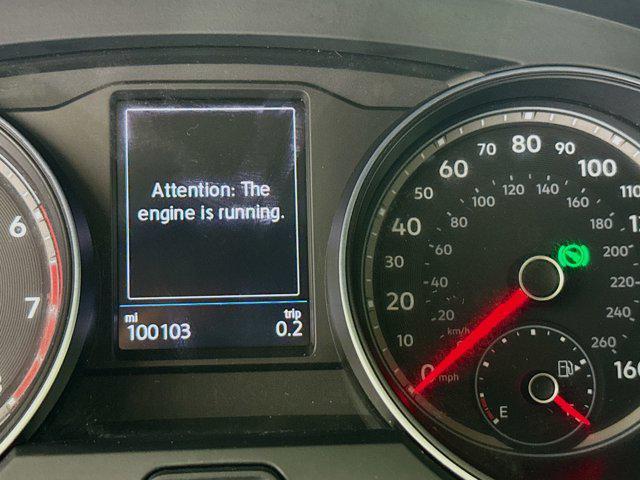 Attention: The
engine is running.
mi trip
100103 0.2
6
7
0 10 20 30 40 50 60 70 80 90 100 110 160
mph
20 40 60 80 100 120 140 160 180 200 220 240 260
km/h
E